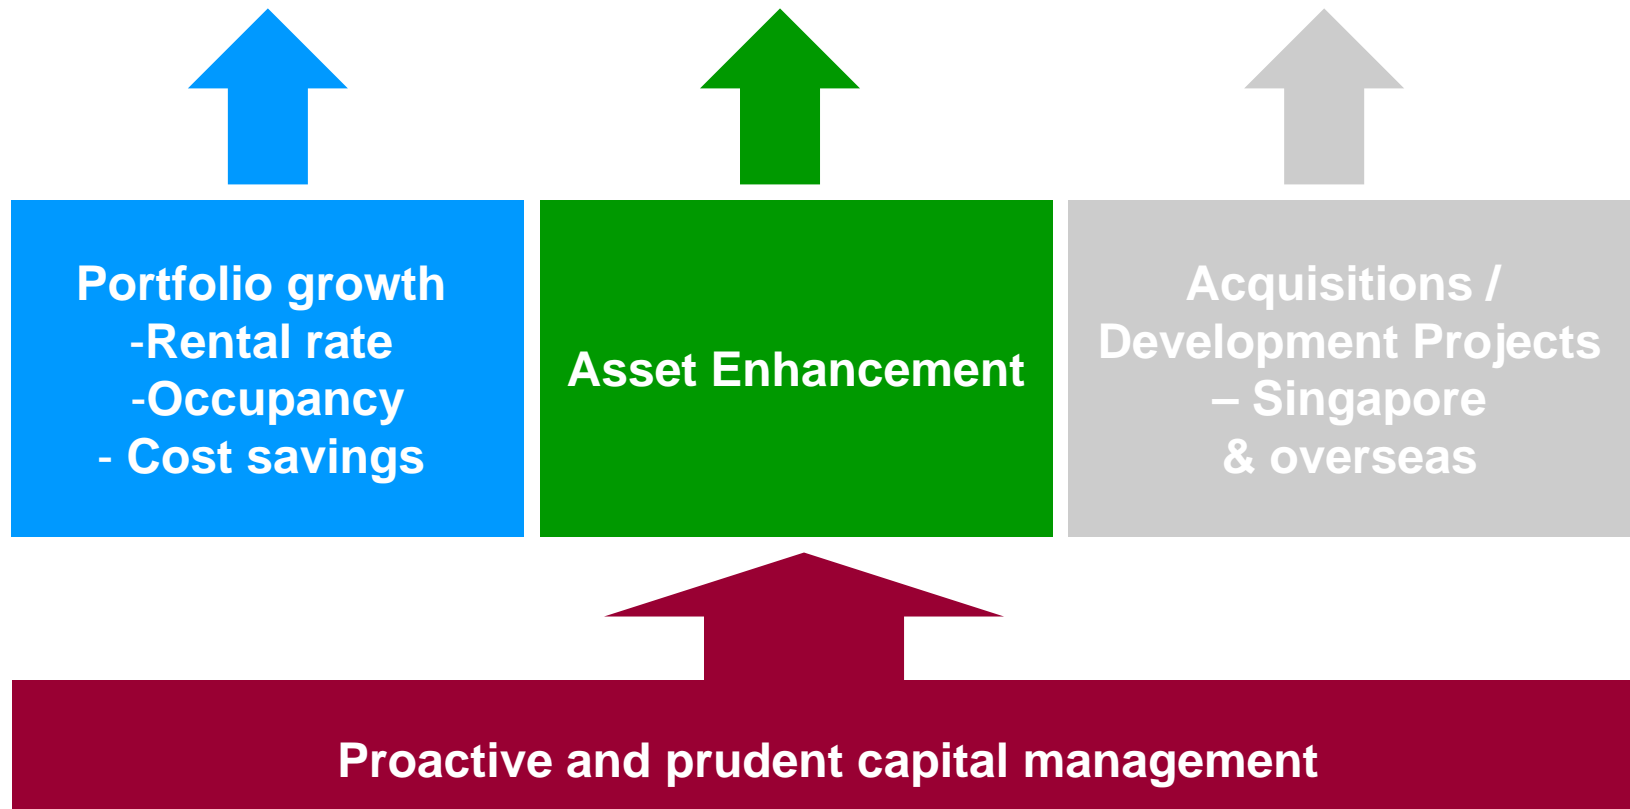 Portfolio growth
-Rental rate
-Occupancy
- Cost savings
Asset Enhancement
Acquisitions /
Development Projects
– Singapore
& overseas
Proactive and prudent capital management